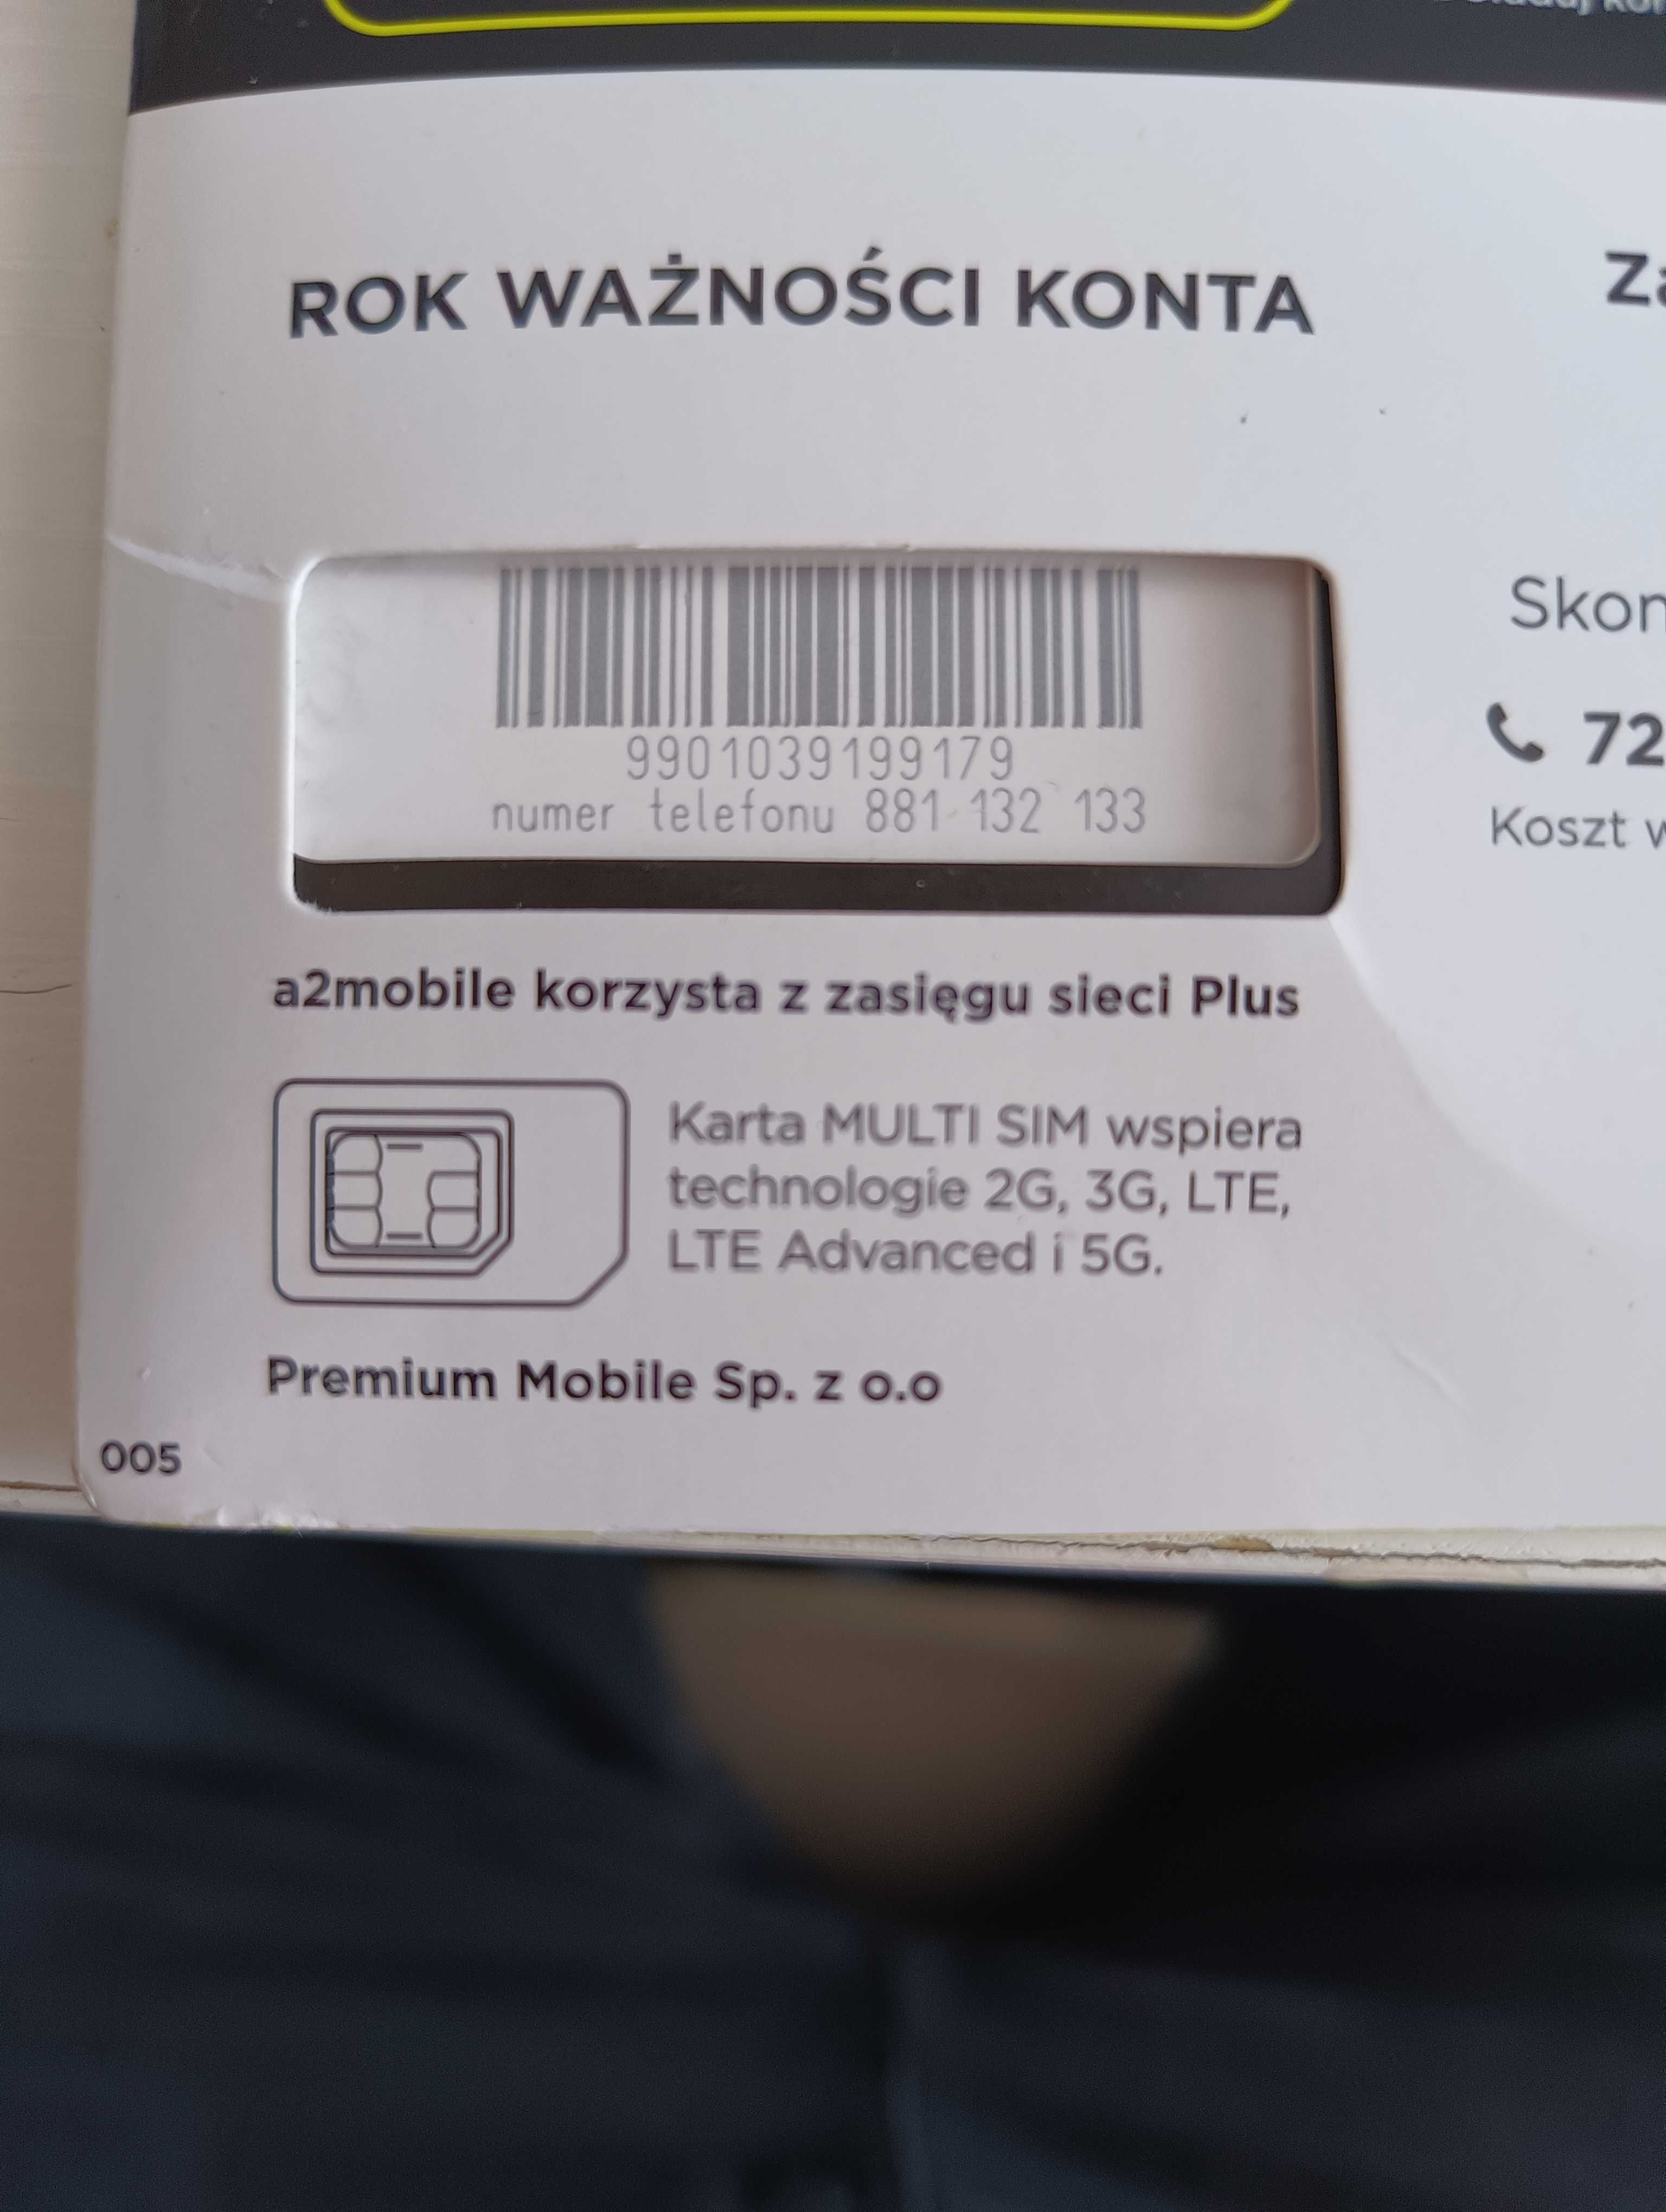 ROK WAŻNOŚCI KONTA
9901039199179
numer telefonu 881 132 133
a2mobile korzysta z zasięgu sieci Plus
Karta MULTI SIM wspiera
technologie 2G, 3G, LTE,
LTE Advanced i 5G.
Premium Mobile Sp. z o.o
005
Za
Skon
72
Koszt w